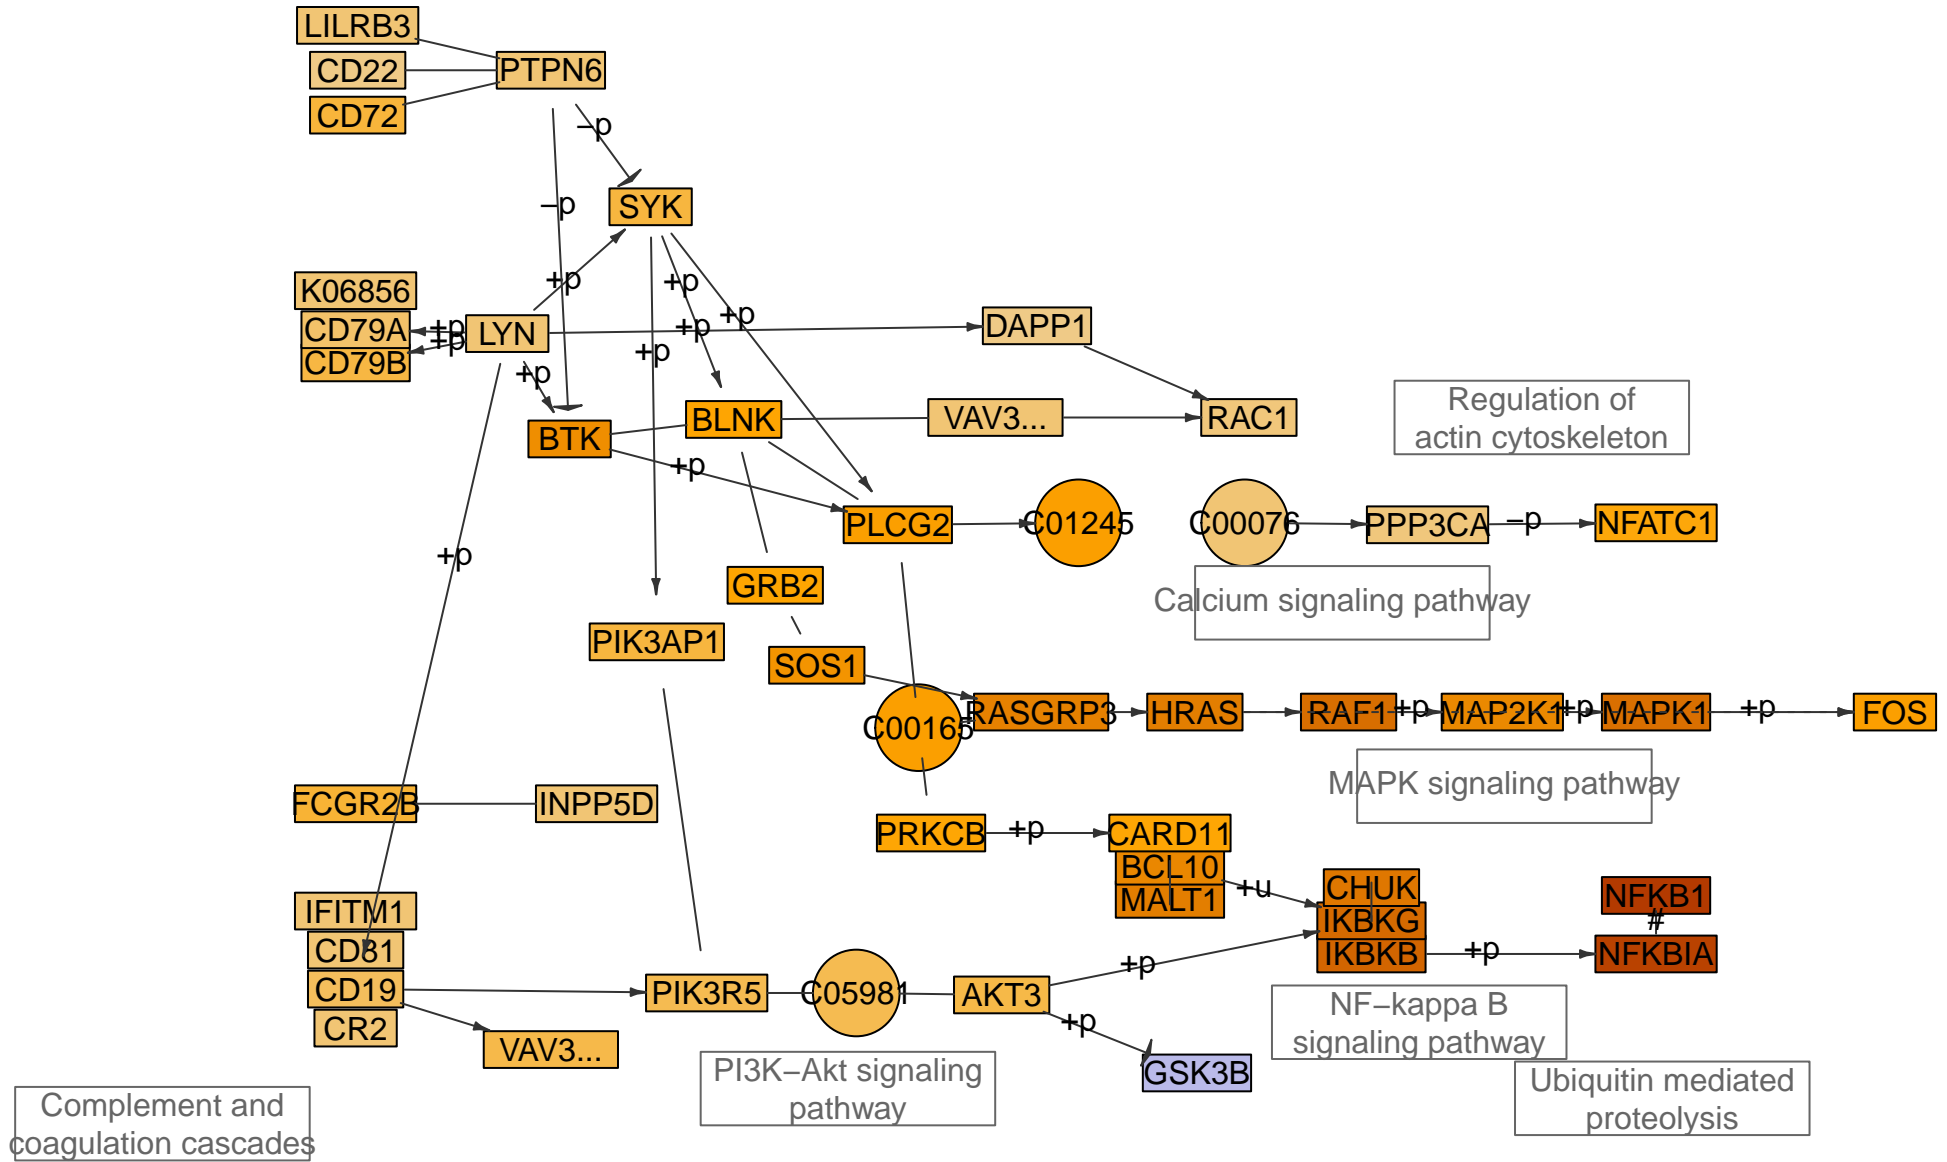 LILRB3
CD22
PTPN6
CD72
–p
–p
SYK
+p
+p
K06856
CD79A
+p
+p
CD79B
LYN
+p
+p
DAPP1
+p
+p
BTK
BLNK
VAV3...
RAC1
Regulation of
actin cytoskeleton
+p
PLCG2
C01245
C00076
PPP3CA
–p
NFATC1
+p
GRB2
Calcium signaling pathway
PIK3AP1
SOS1
C00165
RASGRP3
HRAS
RAF1
+p
MAP2K1
+p
MAPK1
+p
FOS
MAPK signaling pathway
FCGR2B
INPP5D
PRKCB
+p
CARD11
BCL10
MALT1
+u
CHUK
IKBKG
IKBKB
+p
NFKB1
#
NFKBIA
IFITM1
CD81
CD19
CR2
VAV3...
PIK3R5
C05981
AKT3
+p
+p
GSK3B
NF–kappa B
signaling pathway
PI3K–Akt signaling
pathway
Ubiquitin mediated
proteolysis
Complement and
coagulation cascades